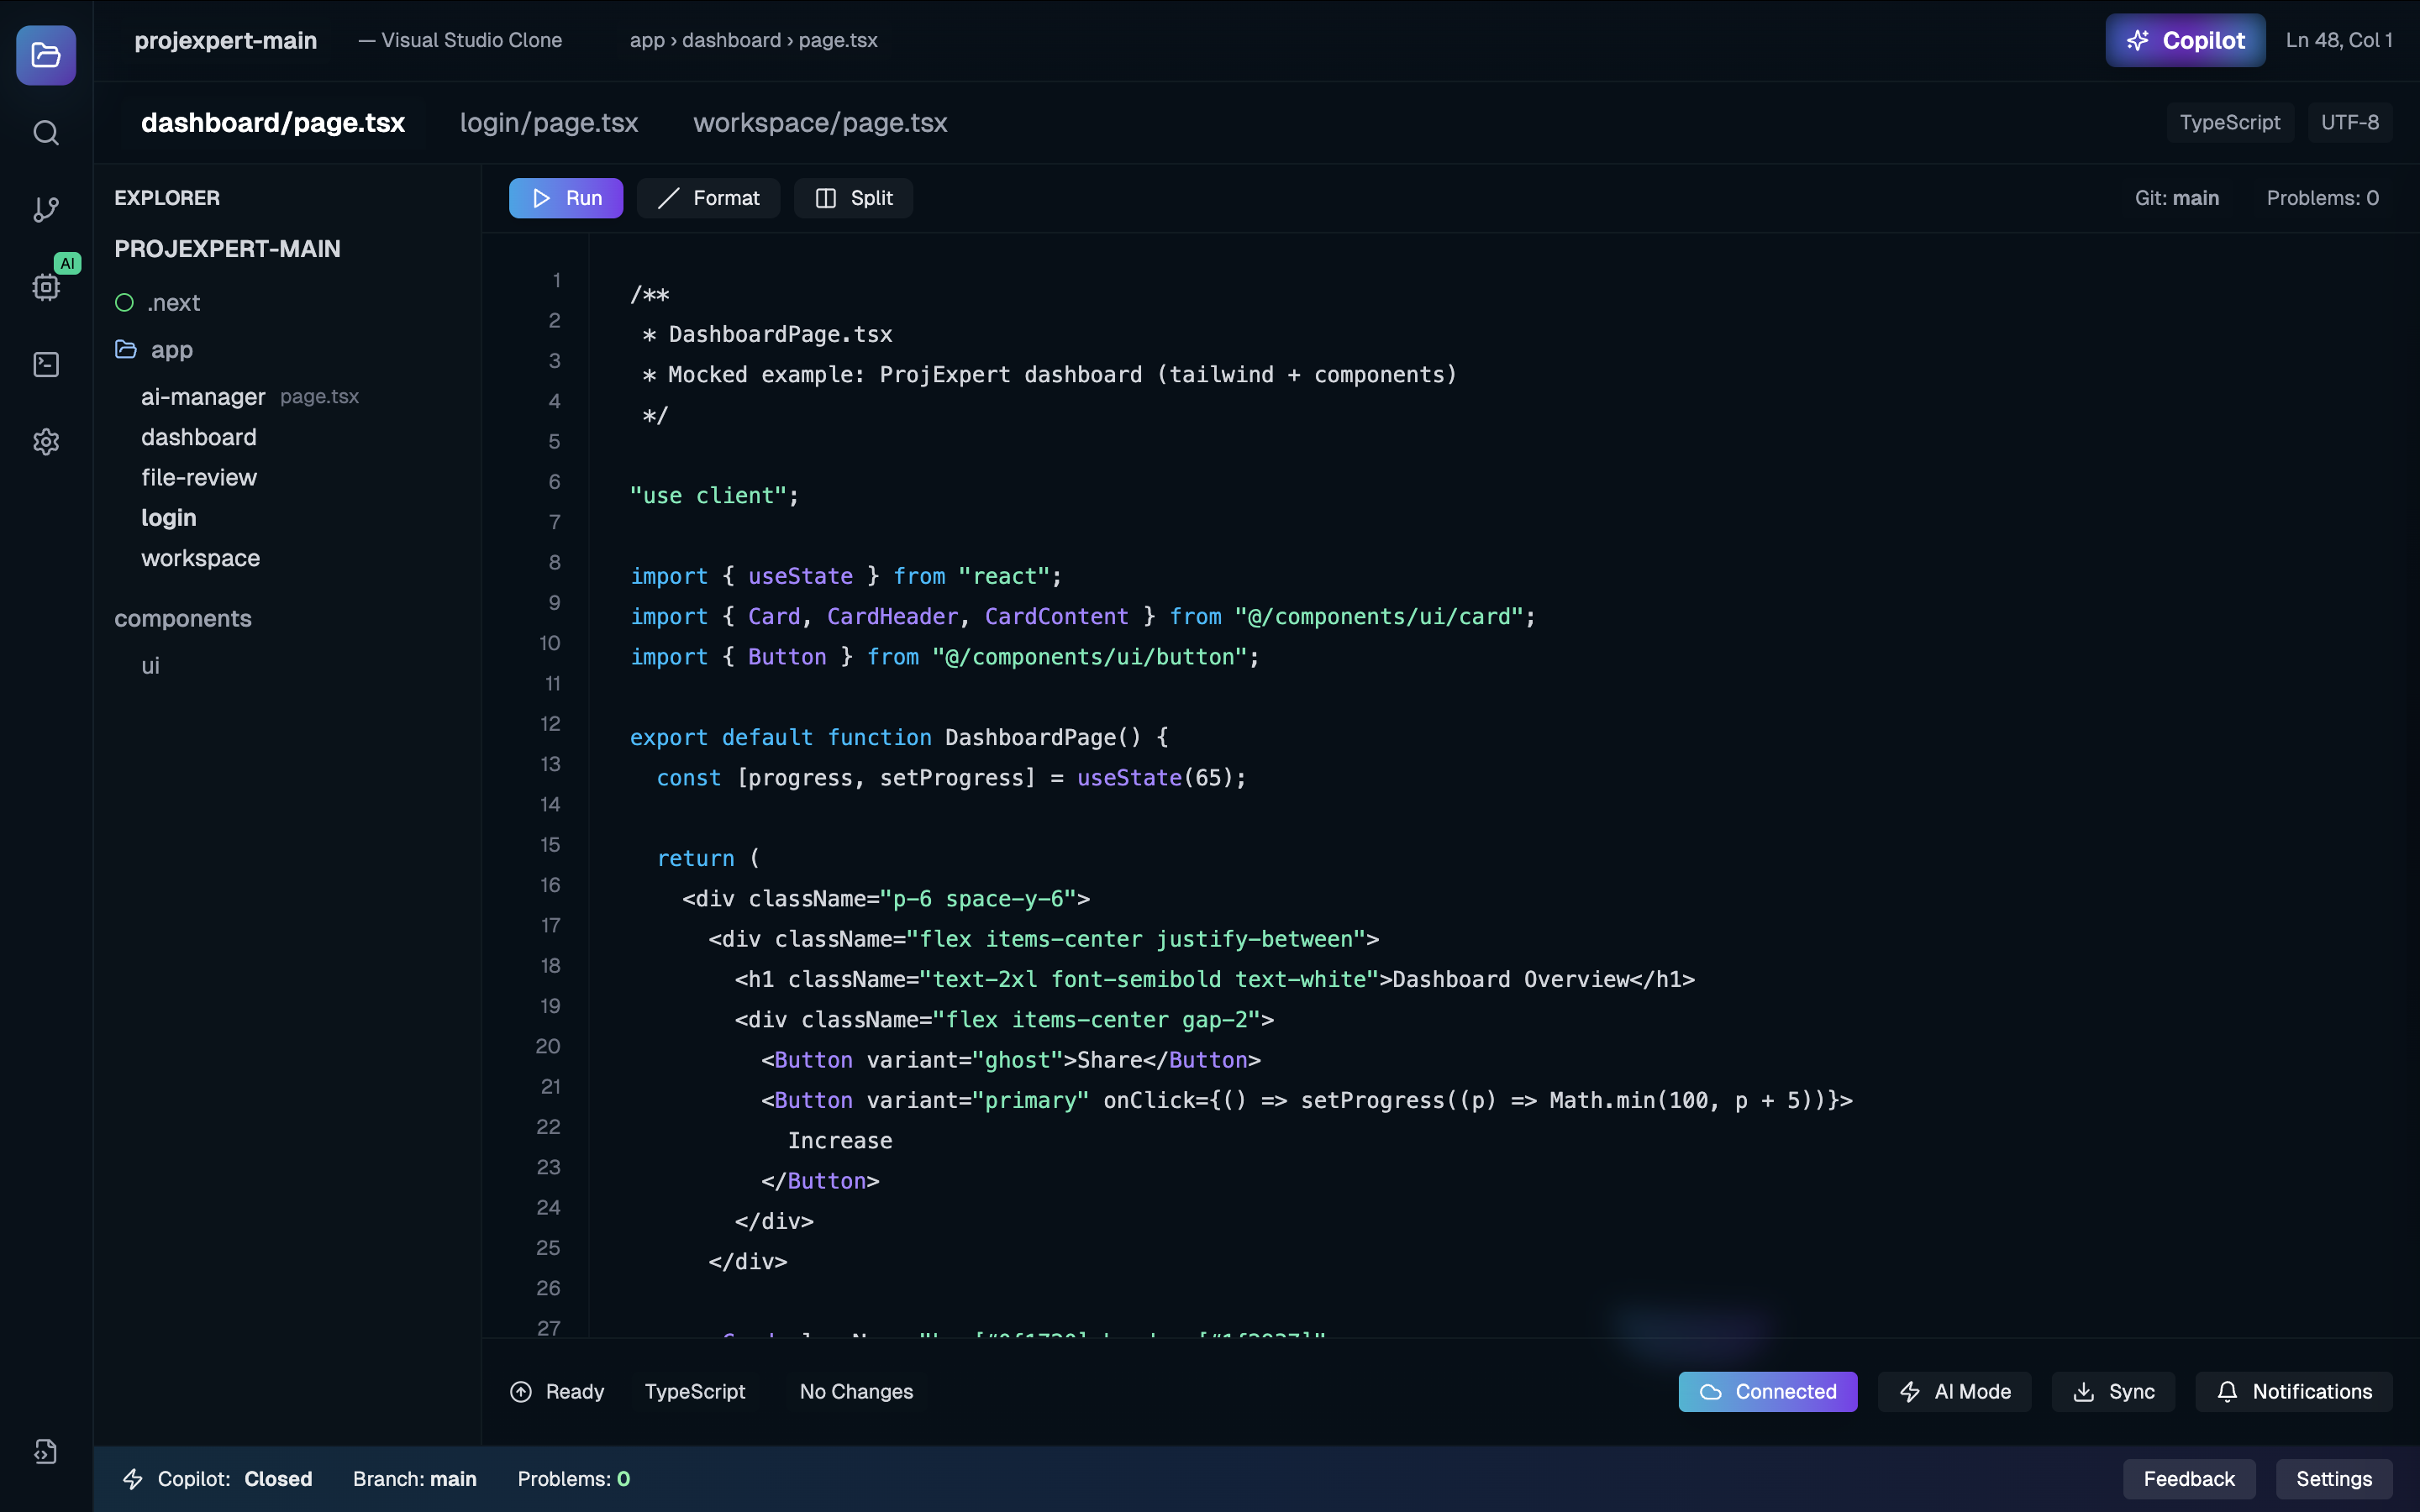 projexpert-main — Visual Studio Clone app › dashboard › page.tsx Copilot Ln 48, Col 1
dashboard/page.tsx login/page.tsx workspace/page.tsx TypeScript UTF-8
EXPLORER
PROJEXPERT-MAIN
AI
.next
app
ai-manager page.tsx
dashboard
file-review
login
workspace
components
ui
Run Format Split Git: main Problems: 0
1 /**
2  * DashboardPage.tsx
3  * Mocked example: ProjExpert dashboard (tailwind + components)
4  */
5
6 "use client";
7
8 import { useState } from "react";
9 import { Card, CardHeader, CardContent } from "@/components/ui/card";
10 import { Button } from "@/components/ui/button";
11
12 export default function DashboardPage() {
13   const [progress, setProgress] = useState(65);
14
15   return (
16     <div className="p-6 space-y-6">
17       <div className="flex items-center justify-between">
18         <h1 className="text-2xl font-semibold text-white">Dashboard Overview</h1>
19         <div className="flex items-center gap-2">
20           <Button variant="ghost">Share</Button>
21           <Button variant="primary" onClick={() => setProgress((p) => Math.min(100, p + 5))}>
22             Increase
23           </Button>
24         </div>
25       </div>
26
27
Ready TypeScript No Changes Connected AI Mode Sync Notifications
Copilot: Closed Branch: main Problems: 0 Feedback Settings